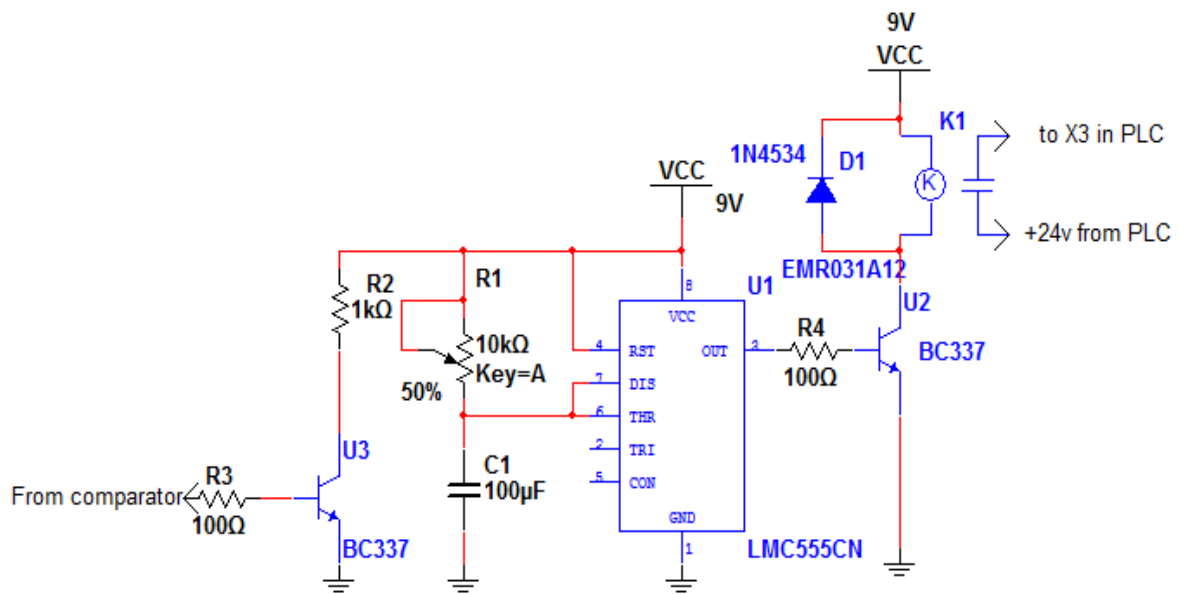 9V
VCC
K1
to X3 in PLC
1N4534
D1
K
+24v from PLC
EMR031A12
VCC
9V
R2
1kΩ
R1
10kΩ
Key=A
50%
U1
8
VCC
4
RST
OUT
3
7
DIS
6
THR
2
TRI
5
CON
GND
1
LMC555CN
R4
100Ω
U2
BC337
U3
From comparator
R3
100Ω
BC337
C1
100µF